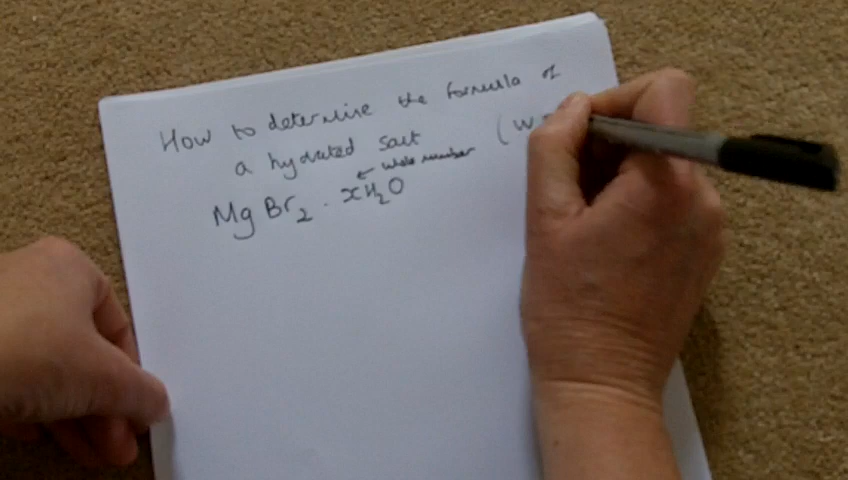 How to determine the formula of
a hydrated salt (w
← whole number
MgBr₂ . xH₂O